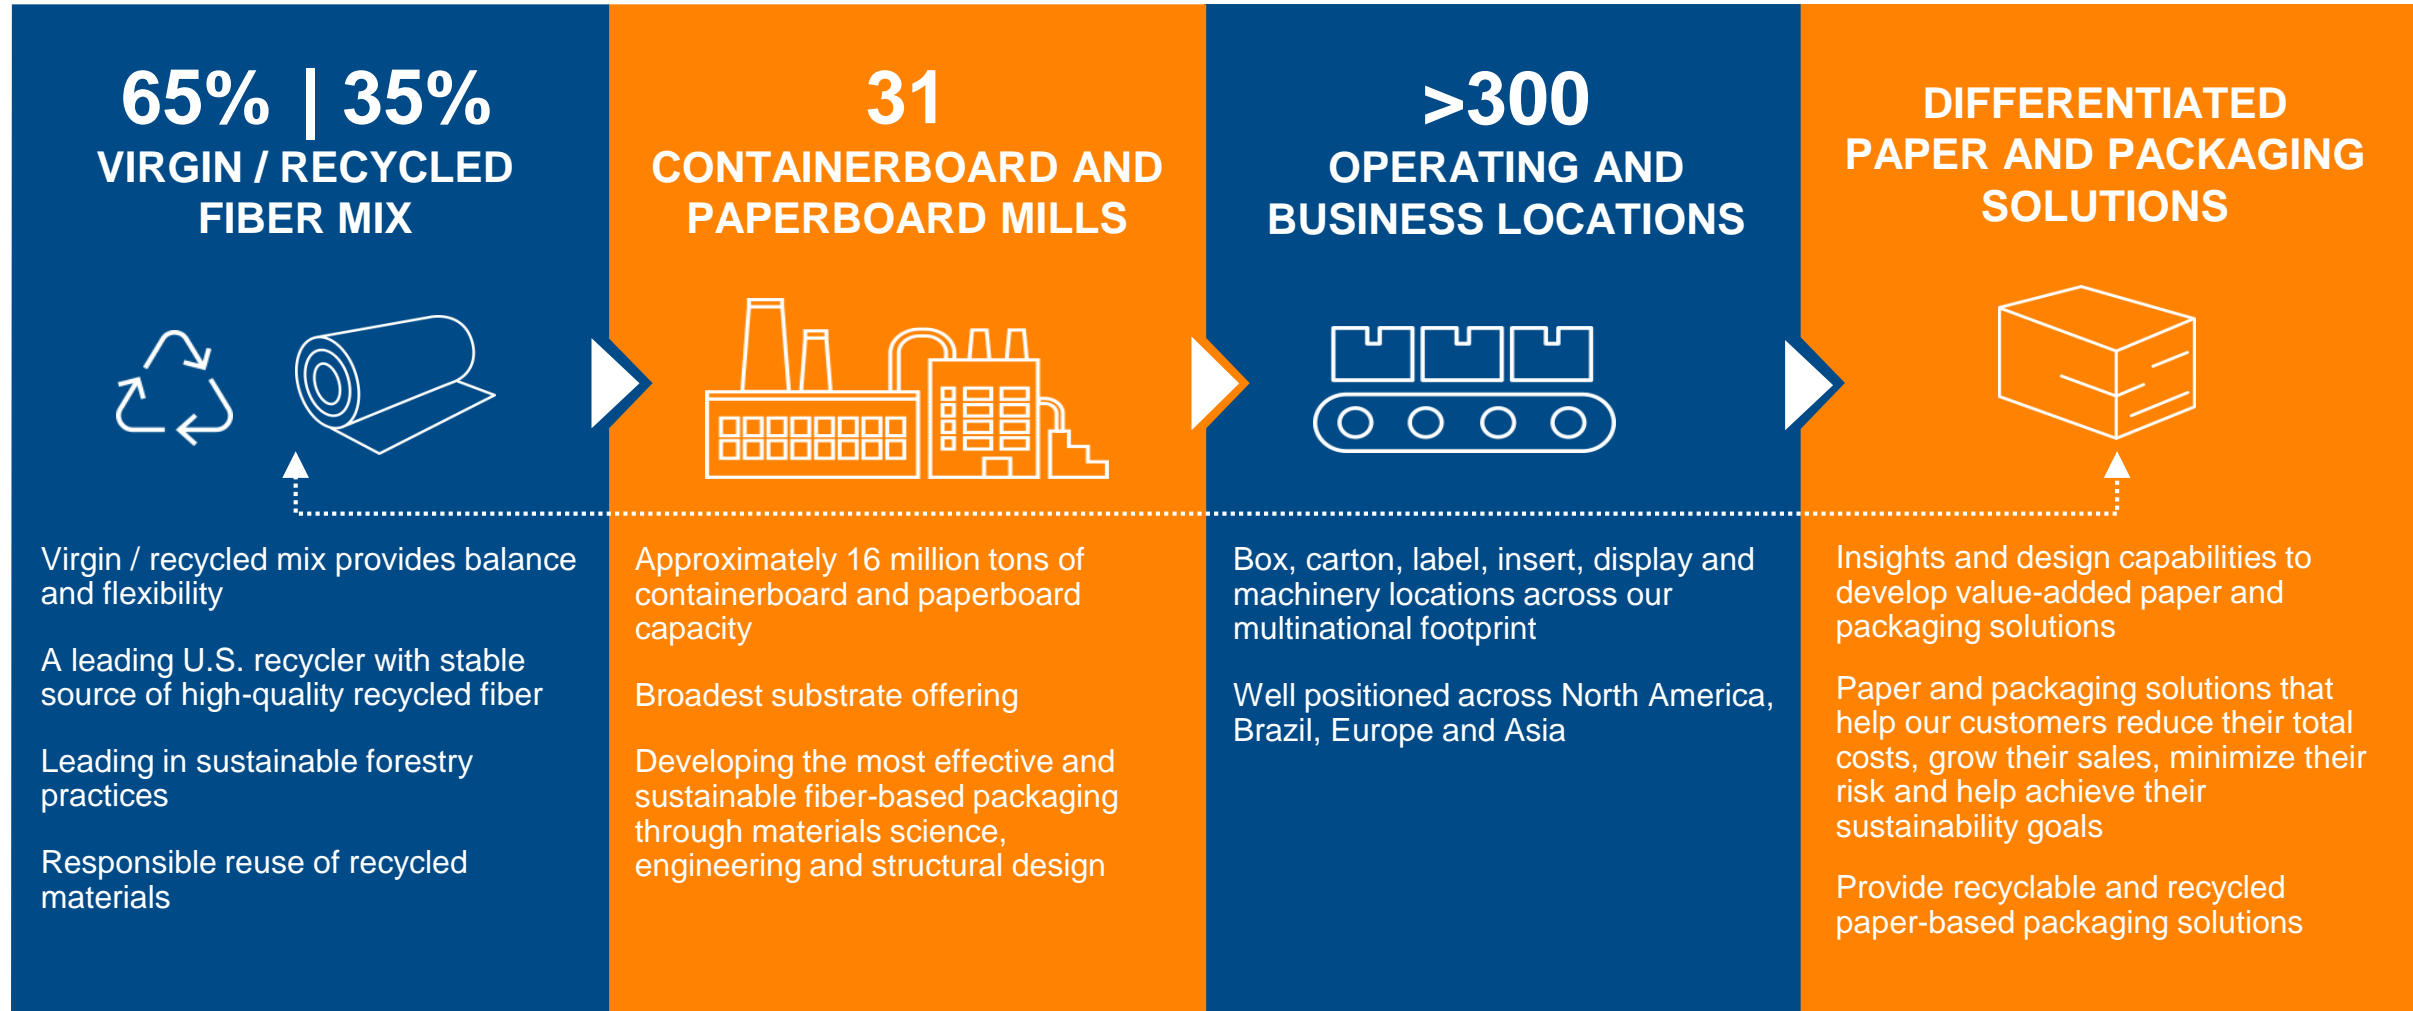 65% | 35%
VIRGIN / RECYCLED
FIBER MIX
Virgin / recycled mix provides balance
and flexibility
A leading U.S. recycler with stable
source of high-quality recycled fiber
Leading in sustainable forestry
practices
Responsible reuse of recycled
materials
31
CONTAINERBOARD AND
PAPERBOARD MILLS
Approximately 16 million tons of
containerboard and paperboard
capacity
Broadest substrate offering
Developing the most effective and
sustainable fiber-based packaging
through materials science,
engineering and structural design
>300
OPERATING AND
BUSINESS LOCATIONS
Box, carton, label, insert, display and
machinery locations across our
multinational footprint
Well positioned across North America,
Brazil, Europe and Asia
DIFFERENTIATED
PAPER AND PACKAGING
SOLUTIONS
Insights and design capabilities to
develop value-added paper and
packaging solutions
Paper and packaging solutions that
help our customers reduce their total
costs, grow their sales, minimize their
risk and help achieve their
sustainability goals
Provide recyclable and recycled
paper-based packaging solutions